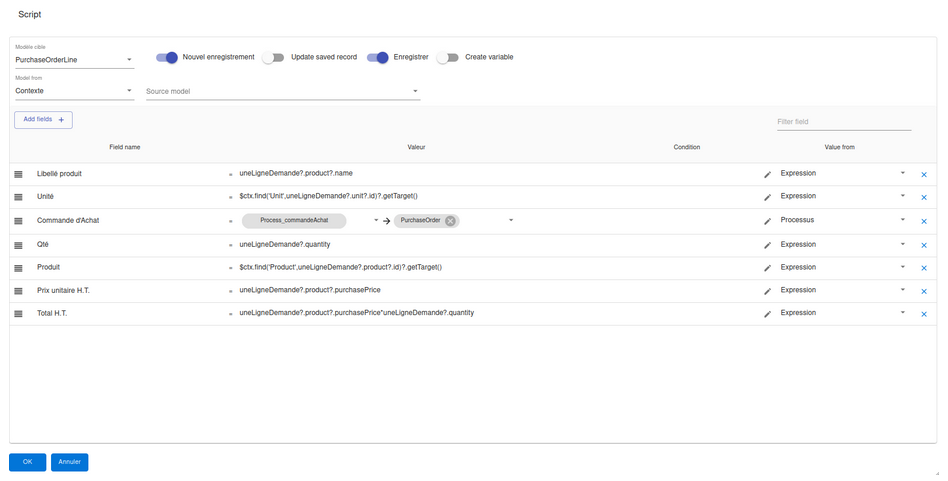 Script
Modèle cible
PurchaseOrderLine
Nouvel enregistrement
Update saved record
Enregistrer
Create variable
Model from
Contexte
Source model
Add fields +
Filter field
Field name Valeur Condition Value from
Libellé produit = uneLigneDemande?.product?.name Expression
Unité = $ctx.find('Unit',uneLigneDemande?.unit?.id)?.getTarget() Expression
Commande d'Achat = Process_commandeAchat → PurchaseOrder Processus
Qté = uneLigneDemande?.quantity Expression
Produit = $ctx.find('Product',uneLigneDemande?.product?.id)?.getTarget() Expression
Prix unitaire H.T. = uneLigneDemande?.product?.purchasePrice Expression
Total H.T. = uneLigneDemande?.product?.purchasePrice*uneLigneDemande?.quantity Expression
OK Annuler